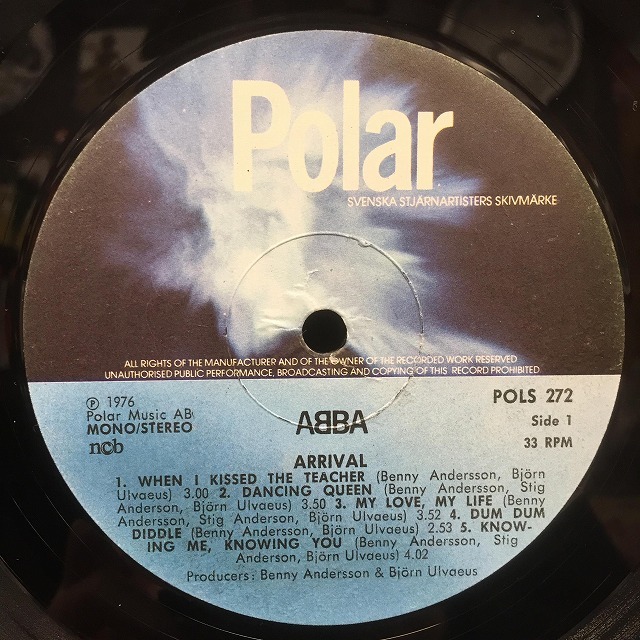 Polar
SVENSKA STJÄRNARTISTERS SKIVMÄRKE
ALL RIGHTS OF THE MANUFACTURER AND OF THE OWNER OF THE RECORDED WORK RESERVED
UNAUTHORISED PUBLIC PERFORMANCE, BROADCASTING AND COPYING OF THIS RECORD PROHIBITED
Ⓟ 1976
Polar Music AB
MONO/STEREO
ncb
ABBA
POLS 272
Side 1
33 RPM
ARRIVAL
1. WHEN I KISSED THE TEACHER (Benny Andersson, Björn
Ulvaeus) 3.00 2. DANCING QUEEN (Benny Andersson, Stig
Anderson, Björn Ulvaeus) 3.50 3. MY LOVE, MY LIFE (Benny
Andersson, Stig Anderson, Björn Ulvaeus) 3.52 4. DUM DUM
DIDDLE (Benny Andersson, Björn Ulvaeus) 2.53 5. KNOW-
ING ME, KNOWING YOU (Benny Andersson, Stig
Anderson, Björn Ulvaeus) 4.02
Producers: Benny Andersson & Björn Ulvaeus